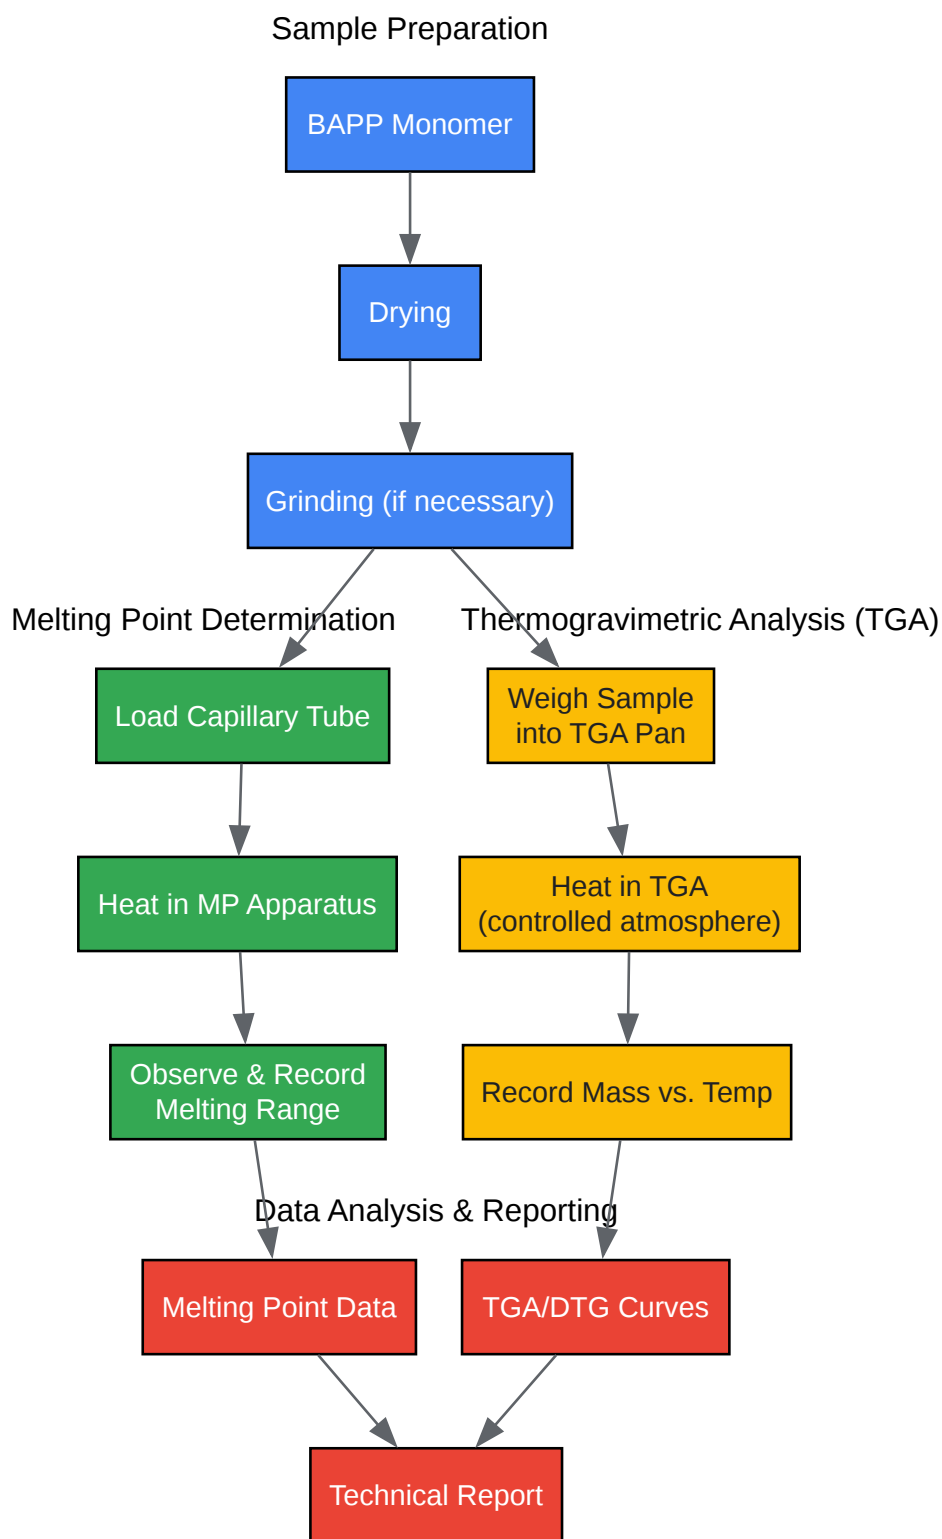 Sample Preparation
BAPP Monomer
Drying
Grinding (if necessary)
Melting Point Determination
Thermogravimetric Analysis (TGA)
Load Capillary Tube
Weigh Sample
into TGA Pan
Heat in MP Apparatus
Heat in TGA
(controlled atmosphere)
Observe & Record
Melting Range
Record Mass vs. Temp
Data Analysis & Reporting
Melting Point Data
TGA/DTG Curves
Technical Report